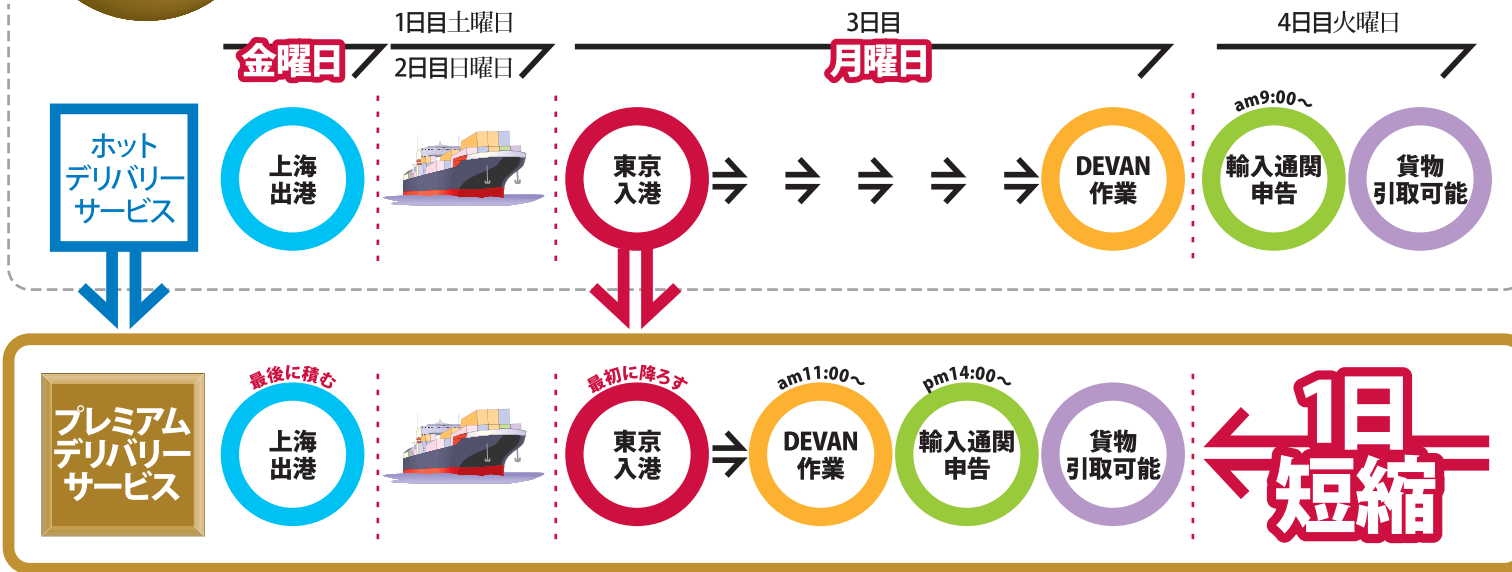 1日目土曜日
3日目
4日目火曜日
金曜日
2日目日曜日
月曜日
ホット
デリバリー
サービス
上海
出港
東京
入港
DEVAN
作業
am9:00〜
輸入通関
申告
貨物
引取可能
プレミアム
デリバリー
サービス
最後に積む
上海
出港
最初に降ろす
東京
入港
am11:00〜
DEVAN
作業
pm14:00〜
輸入通関
申告
貨物
引取可能
1日
短縮